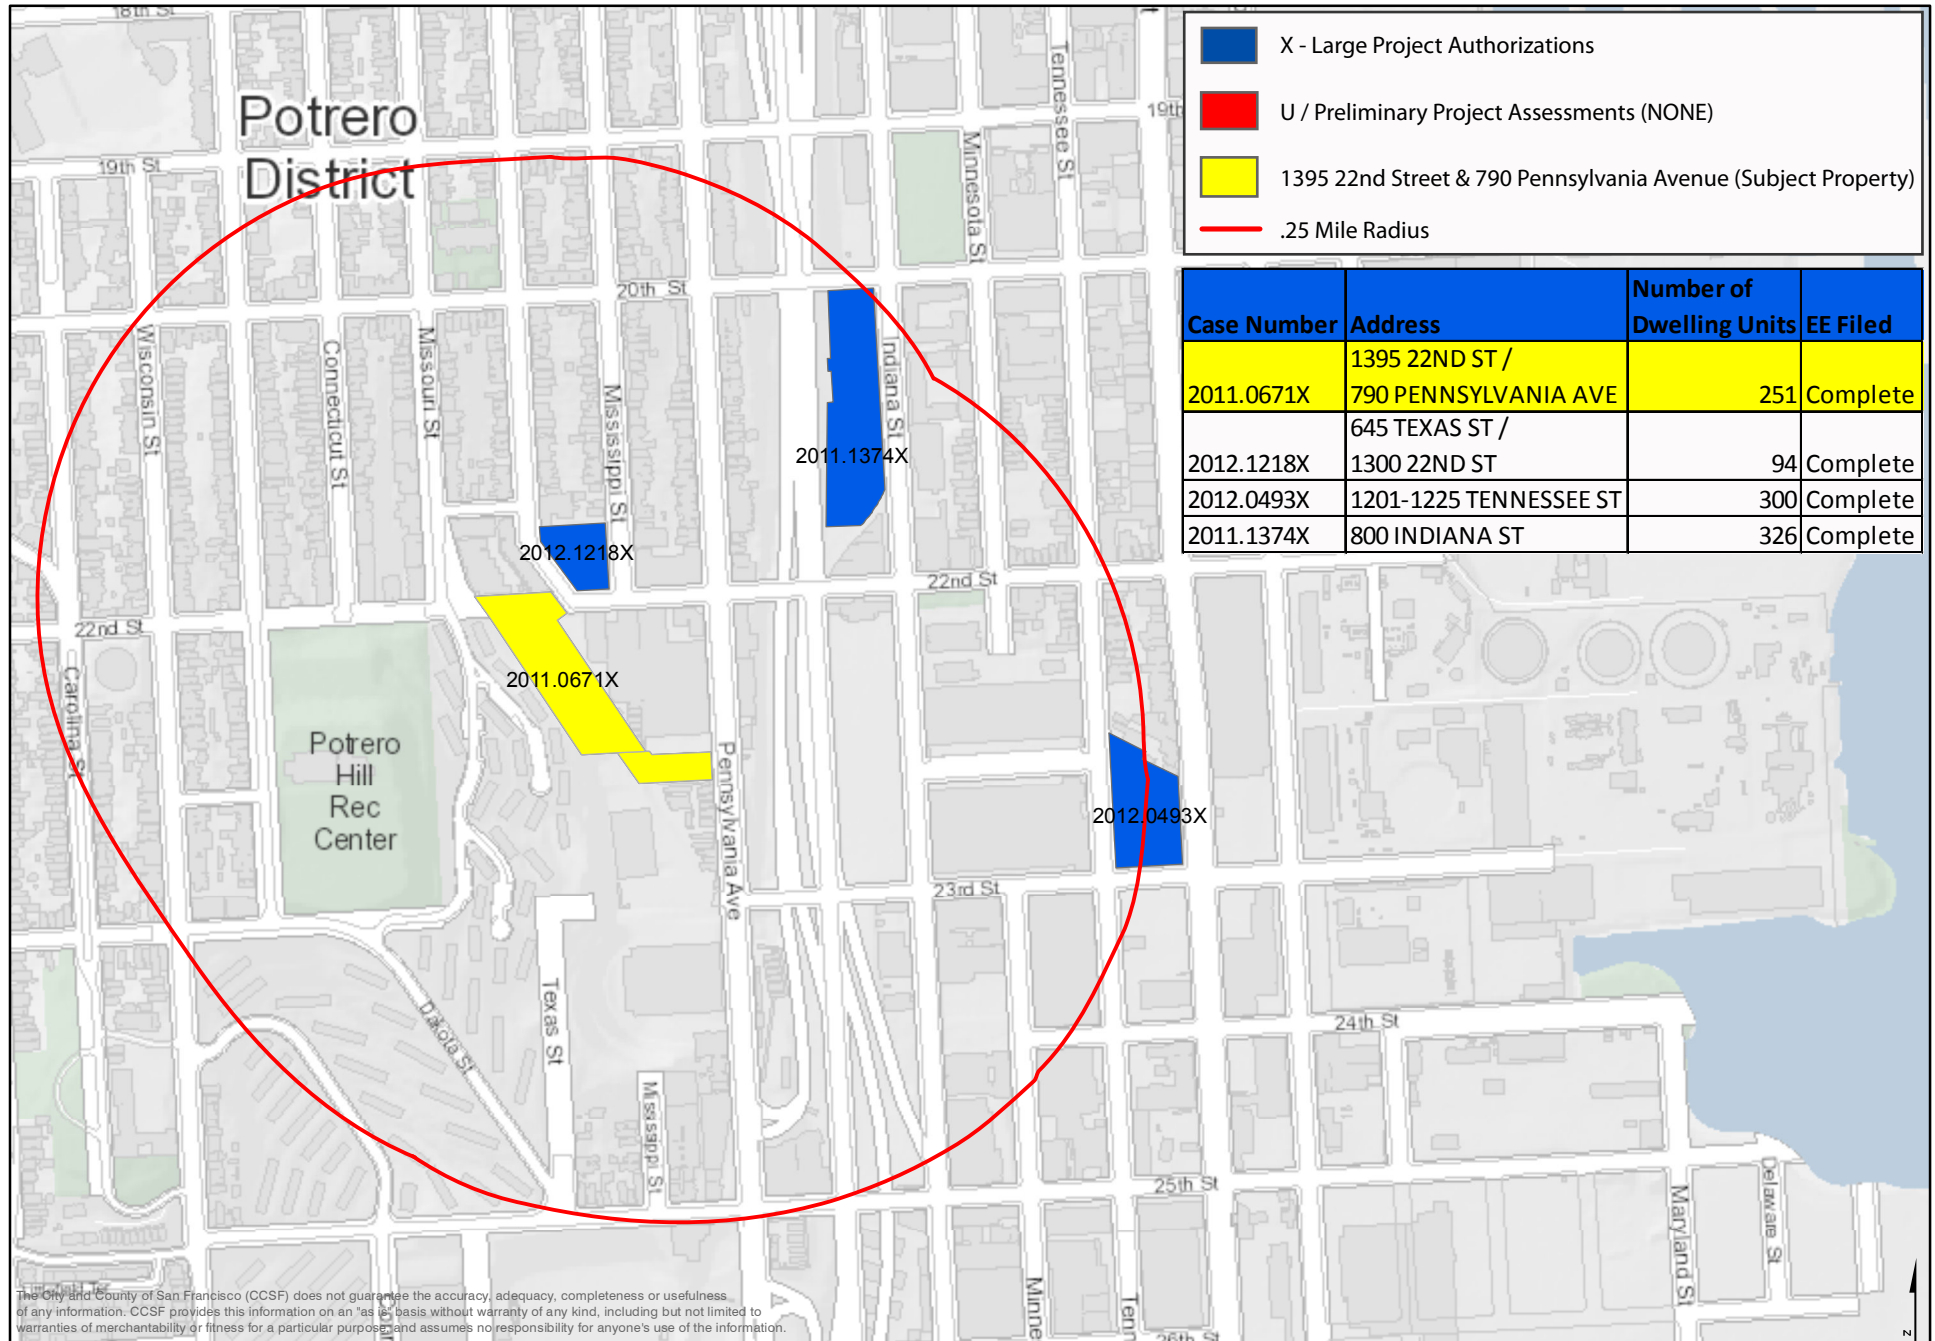 18th St
Potrero
District
19th St
19th
Tennessee St
Minnesota St
X - Large Project Authorizations
U / Preliminary Project Assessments (NONE)
1395 22nd Street & 790 Pennsylvania Avenue (Subject Property)
.25 Mile Radius
Case Number Address Number of Dwelling Units EE Filed
2011.0671X 1395 22ND ST / 790 PENNSYLVANIA AVE 251 Complete
2012.1218X 645 TEXAS ST / 1300 22ND ST 94 Complete
2012.0493X 1201-1225 TENNESSEE ST 300 Complete
2011.1374X 800 INDIANA ST 326 Complete
20th St
Wisconsin St
Connecticut St
Missouri St
Mississippi St
Indiana St
2011.1374X
2012.1218X
22nd St
22nd St
2011.0671X
Carolina St
Potrero
Hill
Rec
Center
Pennsylvania Ave
2012.0493X
23rd St
Texas St
Dakota St
24th St
Mississippi St
25th St
Maryland St
Delaware St
Minne
Tenn
26th St
The City and County of San Francisco (CCSF) does not guarantee the accuracy, adequacy, completeness or usefulness
of any information. CCSF provides this information on an "as is" basis without warranty of any kind, including but not limited to
warranties of merchantability or fitness for a particular purpose, and assumes no responsibility for anyone's use of the information.
z